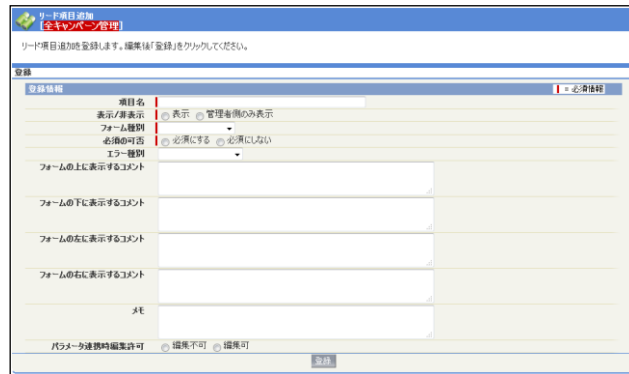 リード項目追加
[全キャンペーン管理]
リード項目追加を登録します。編集後「登録」をクリックしてください。
登録
登録情報 = 必須情報
項目名
表示/非表示 表示 管理者側のみ表示
フォーム種別
必須の可否 必須にする 必須にしない
エラー種別
フォームの上に表示するコメント
フォームの下に表示するコメント
フォームの左に表示するコメント
フォームの右に表示するコメント
メモ
パラメータ連携時編集許可 編集不可 編集可
登録